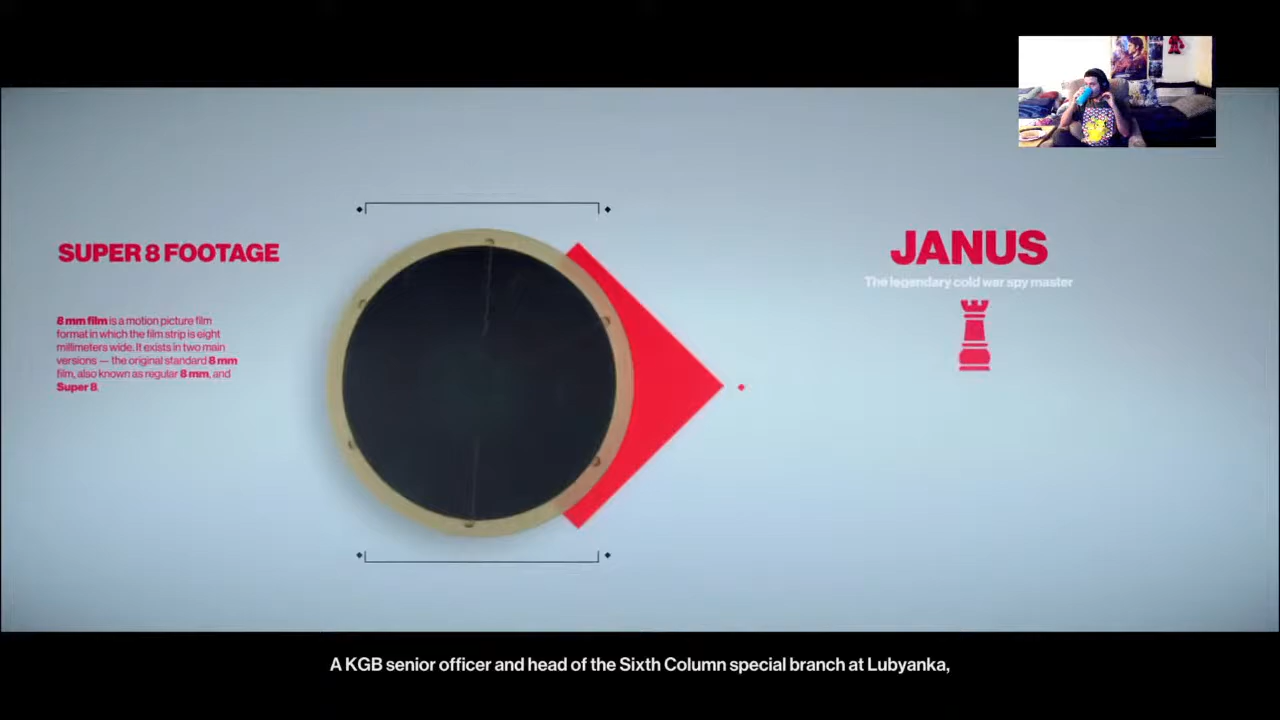 SUPER 8 FOOTAGE
8 mm film is a motion picture film
format in which the film strip is eight
millimeters wide. It exists in two main
versions — the original standard 8 mm
film, also known as regular 8 mm, and
Super 8.
JANUS
The legendary cold war spy master
A KGB senior officer and head of the Sixth Column special branch at Lubyanka,